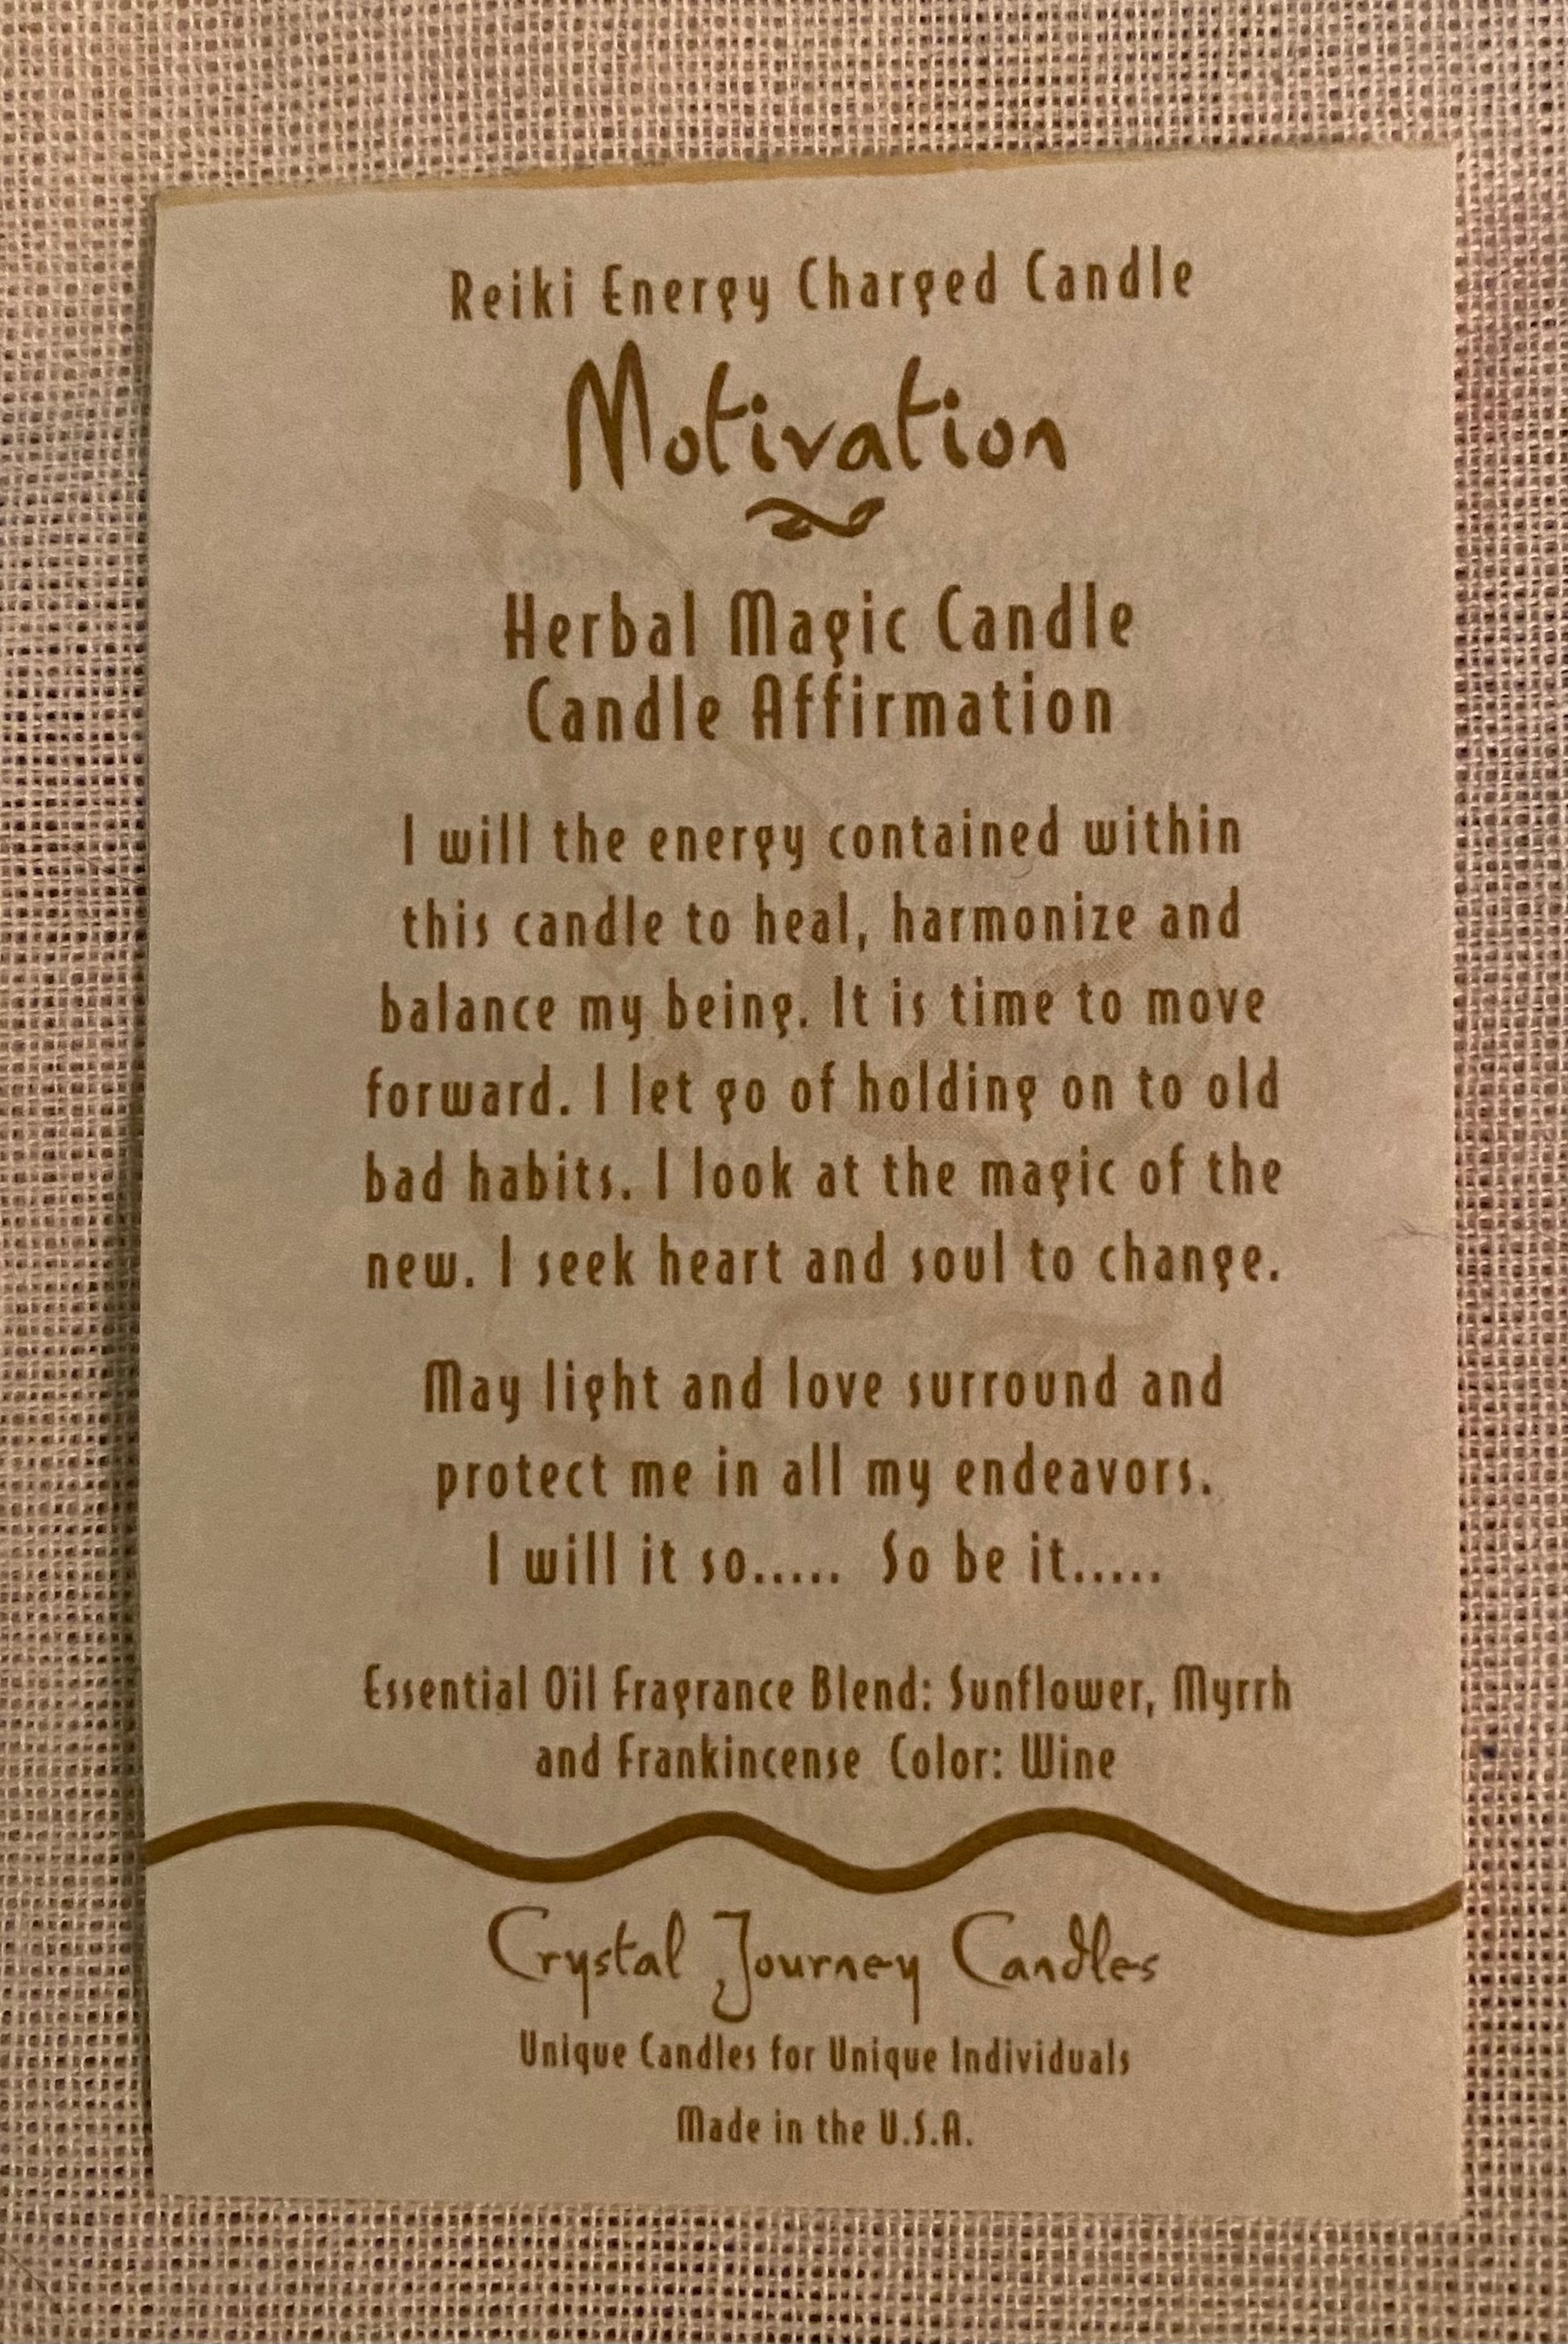 Reiki Energy Charged Candle
Motivation
Herbal Magic Candle
Candle Affirmation
I will the energy contained within
this candle to heal, harmonize and
balance my being. It is time to move
forward. I let go of holding on to old
bad habits. I look at the magic of the
new. I seek heart and soul to change.
May light and love surround and
protect me in all my endeavors.
I will it so..... So be it.....
Essential Oil Fragrance Blend: Sunflower, Myrrh
and Frankincense Color: Wine
Crystal Journey Candles
Unique Candles for Unique Individuals
Made in the U.S.A.